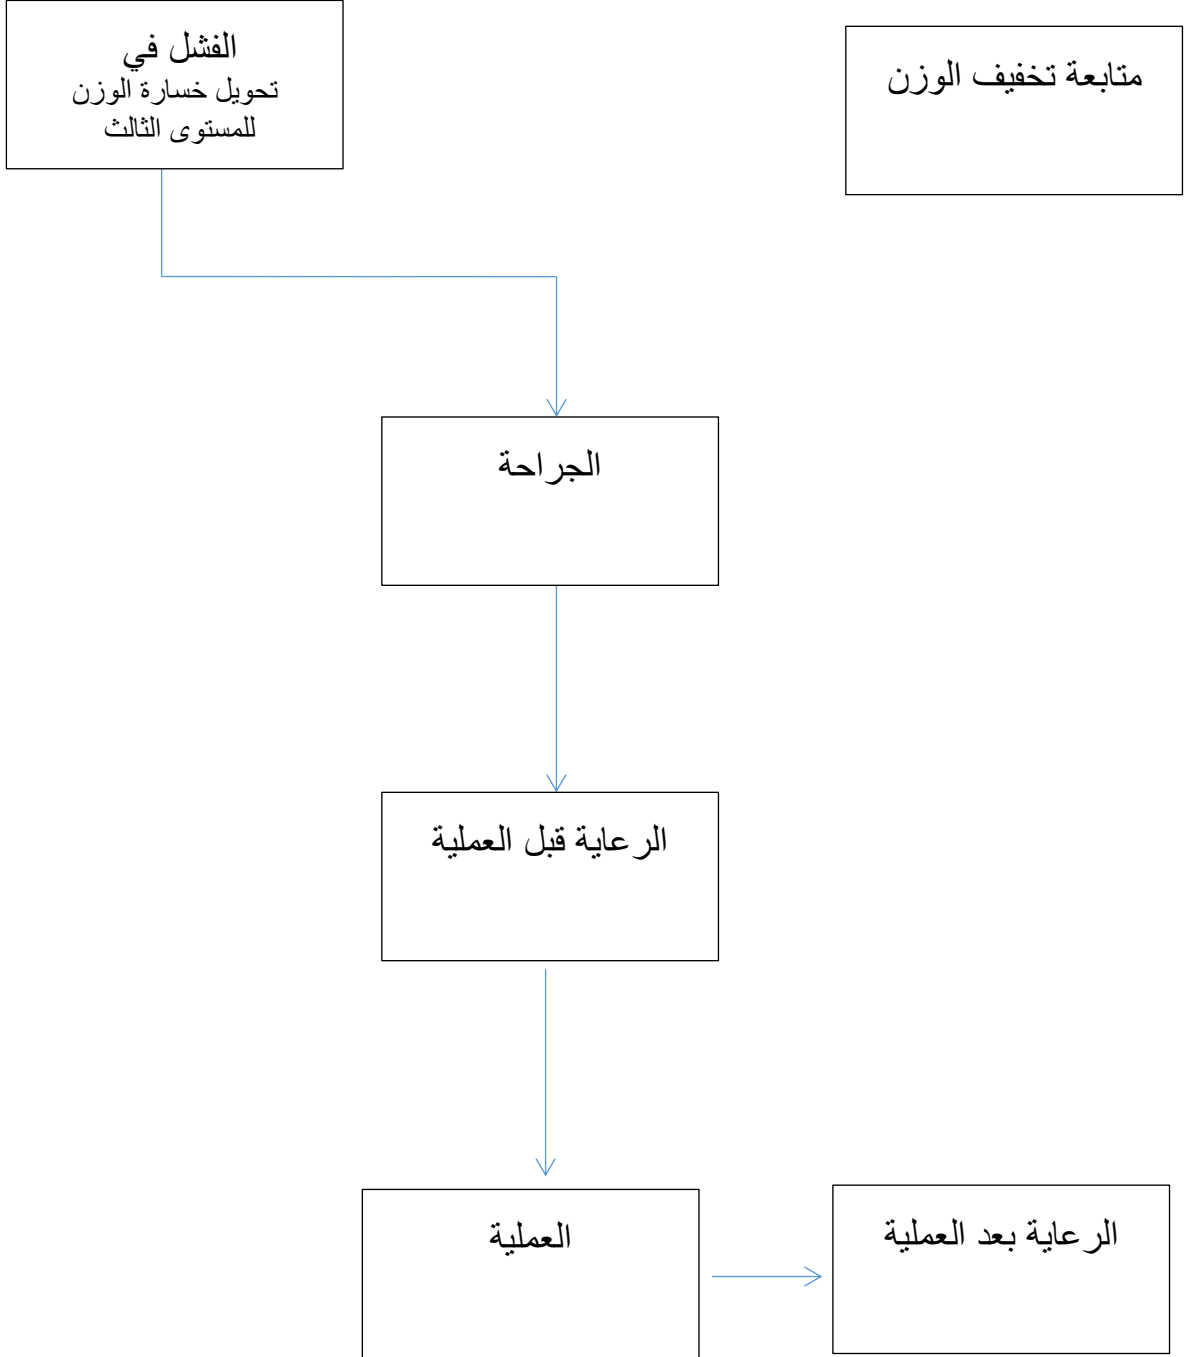 الفشل في
تحويل خسارة الوزن
للمستوى الثالث
متابعة تخفيف الوزن
الجراحة
الرعاية قبل العملية
العملية
الرعاية بعد العملية